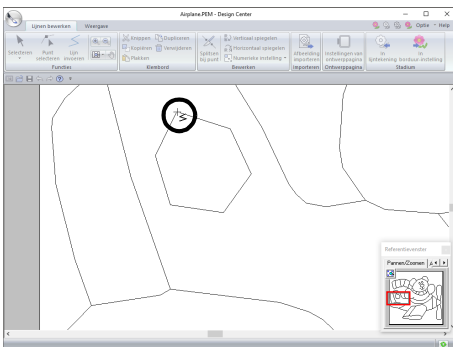 Airplane.PEM - Design Center
Lijnen bewerken Weergave Optie Help
Selecteren Punt selecteren Lijn invoeren
Knippen Dupliceren
Kopiëren Verwijderen
Plakken
Splitsen bij punt
Verticaal spiegelen
Horizontaal spiegelen
Numerieke instelling
Afbeelding importeren
Instellingen van ontwerppagina
In lijntekening
In borduur-instelling
Functies Klembord Bewerken Importeren Ontwerppagina Stadium
Referentievenster
Pannen/Zoomen